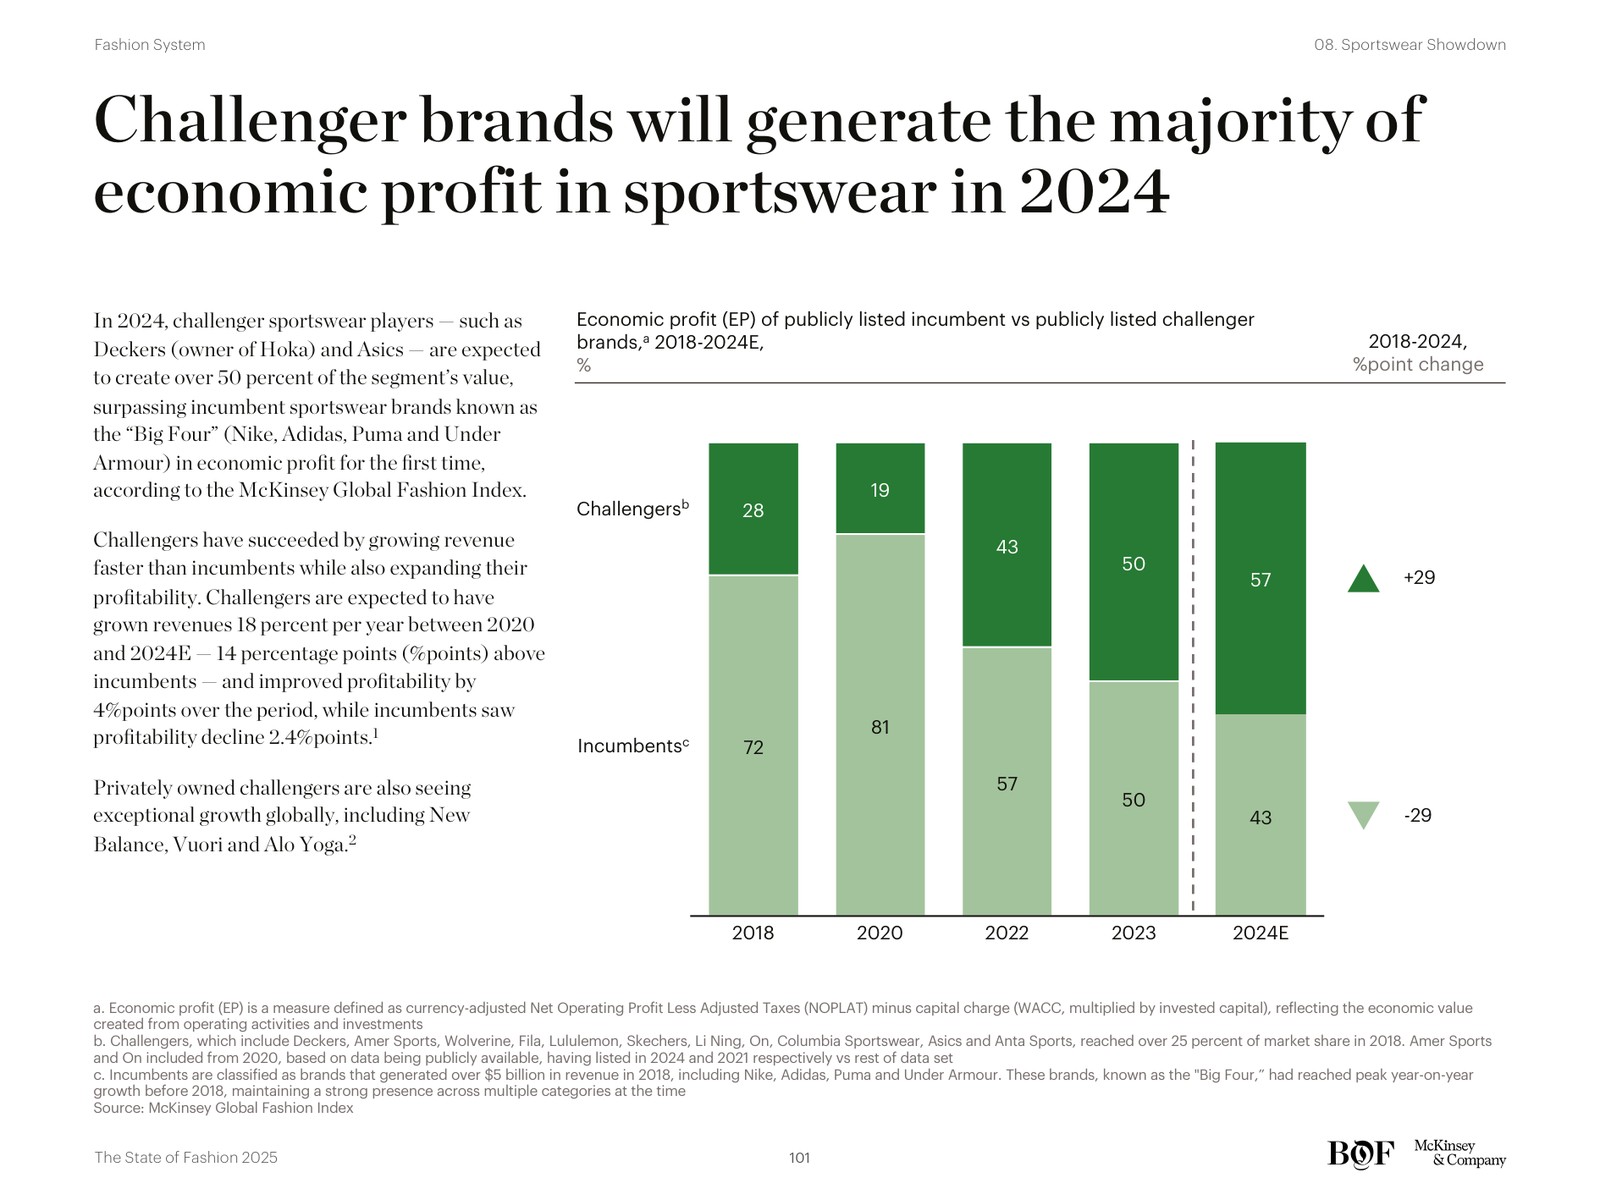 Fashion System
08. Sportswear Showdown
Challenger brands will generate the majority of
economic profit in sportswear in 2024
In 2024, challenger sportswear players — such as
Deckers (owner of Hoka) and Asics — are expected
to create over 50 percent of the segment’s value,
surpassing incumbent sportswear brands known as
the “Big Four” (Nike, Adidas, Puma and Under
Armour) in economic profit for the first time,
according to the McKinsey Global Fashion Index.
Challengers have succeeded by growing revenue
faster than incumbents while also expanding their
profitability. Challengers are expected to have
grown revenues 18 percent per year between 2020
and 2024E — 14 percentage points (%points) above
incumbents — and improved profitability by
4%points over the period, while incumbents saw
profitability decline 2.4%points.¹
Privately owned challengers are also seeing
exceptional growth globally, including New
Balance, Vuori and Alo Yoga.²
Economic profit (EP) of publicly listed incumbent vs publicly listed challenger
brands,ᵃ 2018-2024E,
%
2018-2024,
%point change
Challengersᵇ
28
19
43
50
57
+29
Incumbentsᶜ
72
81
57
50
43
-29
2018
2020
2022
2023
2024E
a. Economic profit (EP) is a measure defined as currency-adjusted Net Operating Profit Less Adjusted Taxes (NOPLAT) minus capital charge (WACC, multiplied by invested capital), reflecting the economic value
created from operating activities and investments
b. Challengers, which include Deckers, Amer Sports, Wolverine, Fila, Lululemon, Skechers, Li Ning, On, Columbia Sportswear, Asics and Anta Sports, reached over 25 percent of market share in 2018. Amer Sports
and On included from 2020, based on data being publicly available, having listed in 2024 and 2021 respectively vs rest of data set
c. Incumbents are classified as brands that generated over $5 billion in revenue in 2018, including Nike, Adidas, Puma and Under Armour. These brands, known as the "Big Four,” had reached peak year-on-year
growth before 2018, maintaining a strong presence across multiple categories at the time
Source: McKinsey Global Fashion Index
The State of Fashion 2025
101
BOF
McKinsey
& Company